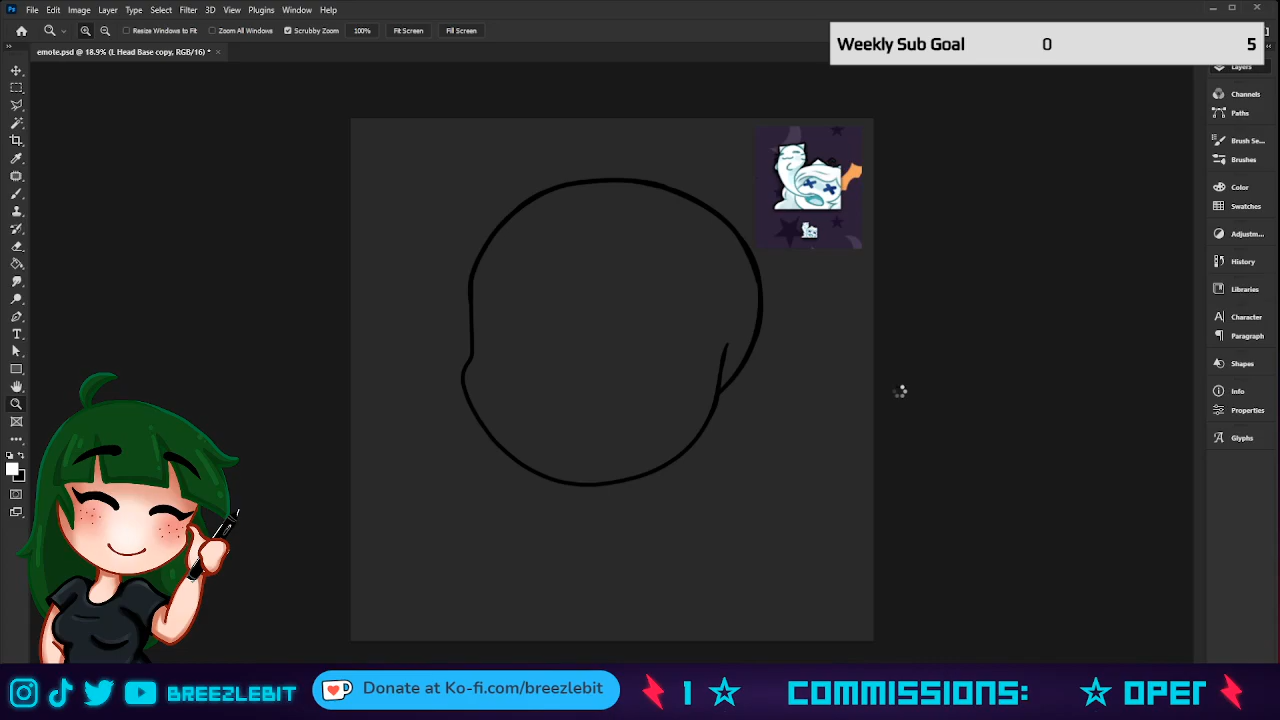 Ps File Edit Image Layer Type Select Filter 3D View Plugins Window Help
Resize Windows to Fit Zoom All Windows Scrubby Zoom 100% Fit Screen Fill Screen
Weekly Sub Goal 0 5
emote.psd @ 18.9% (L Head Base copy, RGB/16) * ×
Layers
Channels
Paths
Brush Se...
Brushes
Color
Swatches
Adjustm...
History
Libraries
Character
Paragraph
Shapes
Info
Properties
Glyphs
BREEZLEBIT
Donate at Ko-fi.com/breezlebit
COMMISSIONS:
OPEN